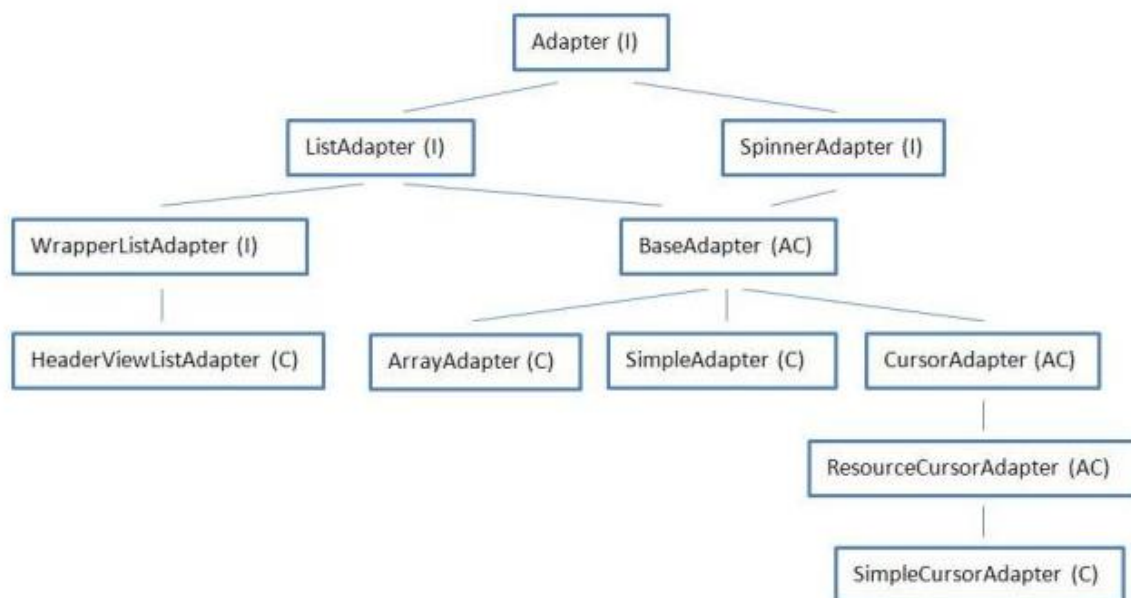 Adapter (I)
ListAdapter (I)
SpinnerAdapter (I)
WrapperListAdapter (I)
BaseAdapter (AC)
HeaderViewListAdapter (C)
ArrayAdapter (C)
SimpleAdapter (C)
CursorAdapter (AC)
ResourceCursorAdapter (AC)
SimpleCursorAdapter (C)